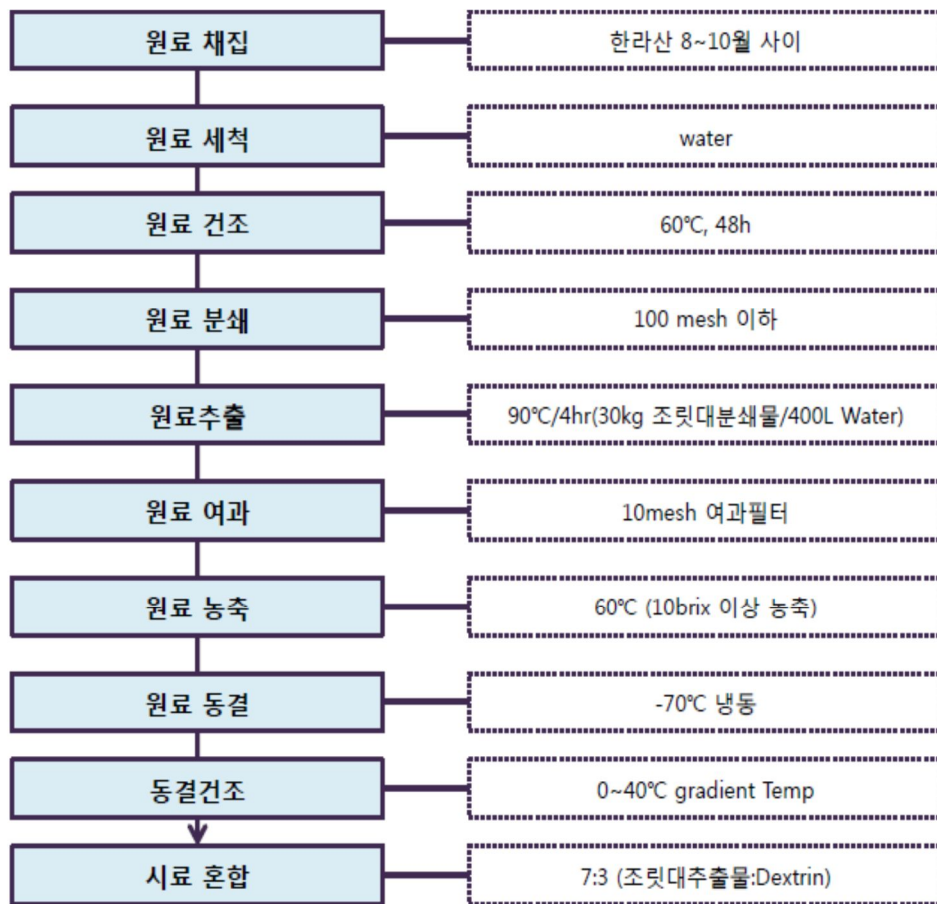 원료 채집
한라산 8~10월 사이
원료 세척
water
원료 건조
60℃, 48h
원료 분쇄
100 mesh 이하
원료추출
90℃/4hr(30kg 조릿대분쇄물/400L Water)
원료 여과
10mesh 여과필터
원료 농축
60℃ (10brix 이상 농축)
원료 동결
-70℃ 냉동
동결건조
0~40℃ gradient Temp
시료 혼합
7:3 (조릿대추출물:Dextrin)